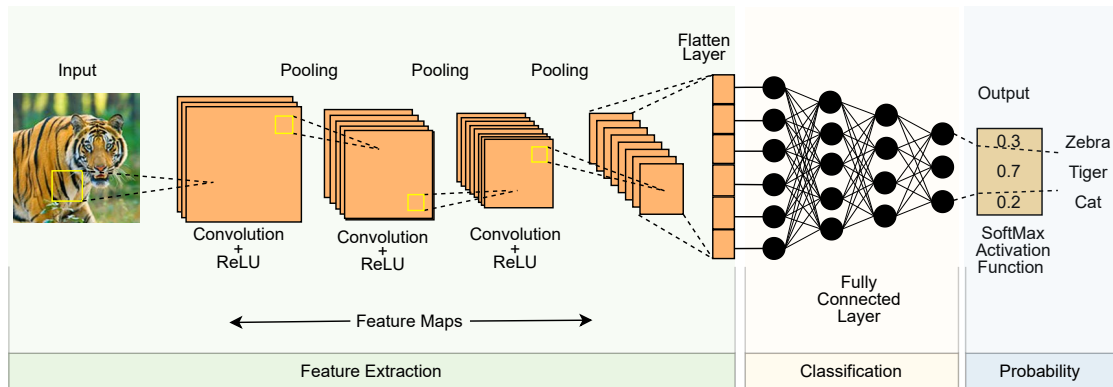 Input
Pooling
Pooling
Pooling
Flatten
Layer
Output
0.3
Zebra
0.7
Tiger
0.2
Cat
Convolution
+
ReLU
Convolution
+
ReLU
Convolution
+
ReLU
SoftMax
Activation
Function
Fully
Connected
Layer
Feature Maps
Feature Extraction
Classification
Probability